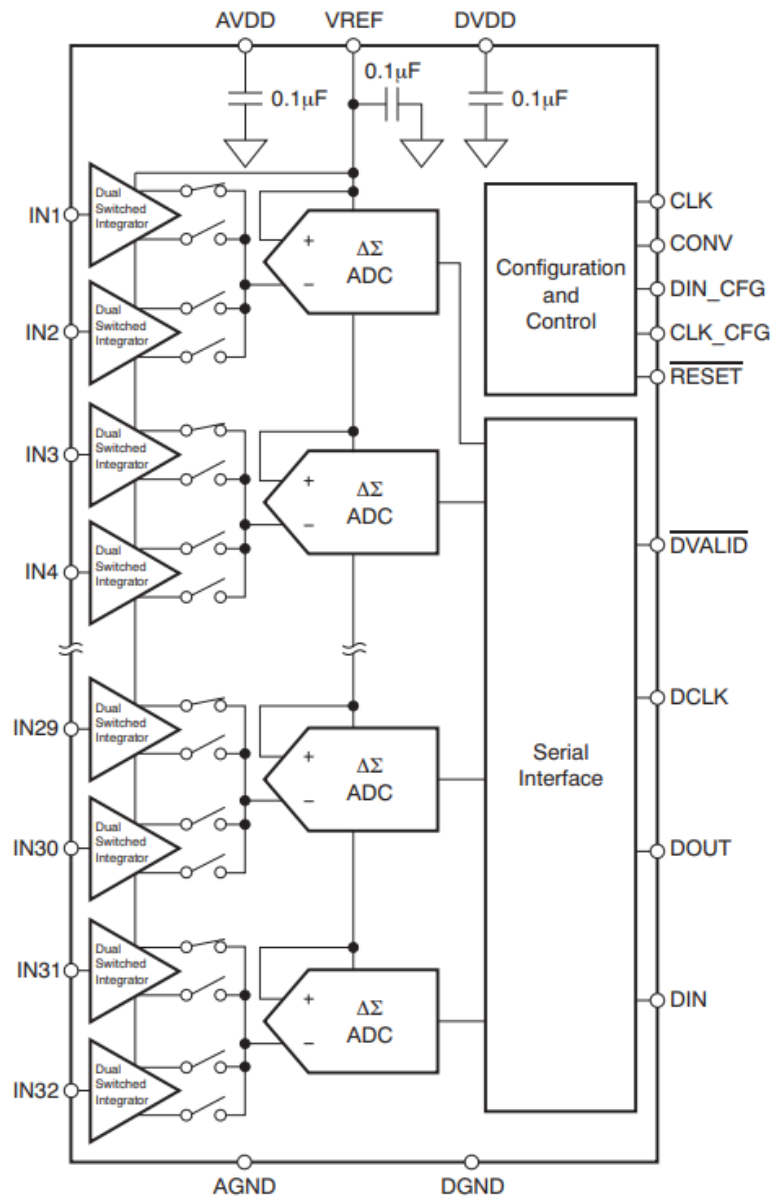 AVDD
VREF
DVDD
0.1μF
0.1μF
0.1μF
IN1
Dual
Switched
Integrator
+
−
ΔΣ
ADC
Configuration
and
Control
CLK
CONV
DIN_CFG
CLK_CFG
RESET
IN2
Dual
Switched
Integrator
IN3
Dual
Switched
Integrator
+
−
ΔΣ
ADC
IN4
Dual
Switched
Integrator
Serial
Interface
DVALID
DCLK
DOUT
DIN
IN29
Dual
Switched
Integrator
+
−
ΔΣ
ADC
IN30
Dual
Switched
Integrator
IN31
Dual
Switched
Integrator
+
−
ΔΣ
ADC
IN32
Dual
Switched
Integrator
AGND
DGND